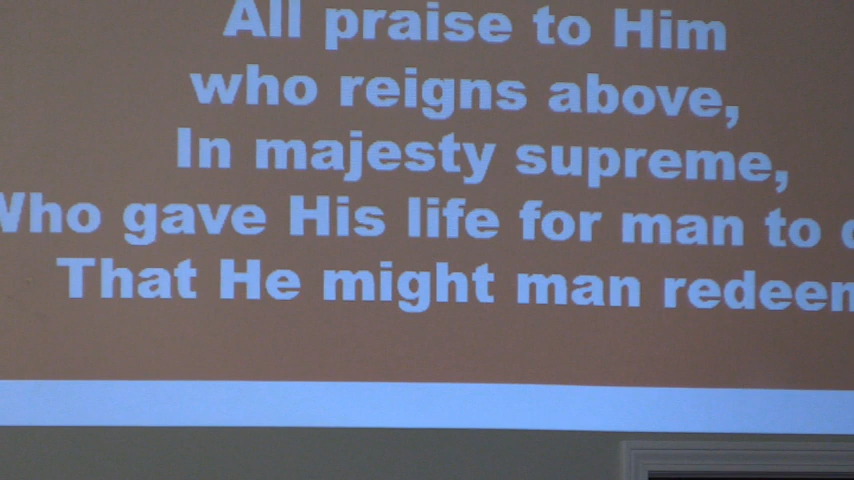 All praise to Him
who reigns above,
In majesty supreme,
Who gave His life for man to
That He might man redeem